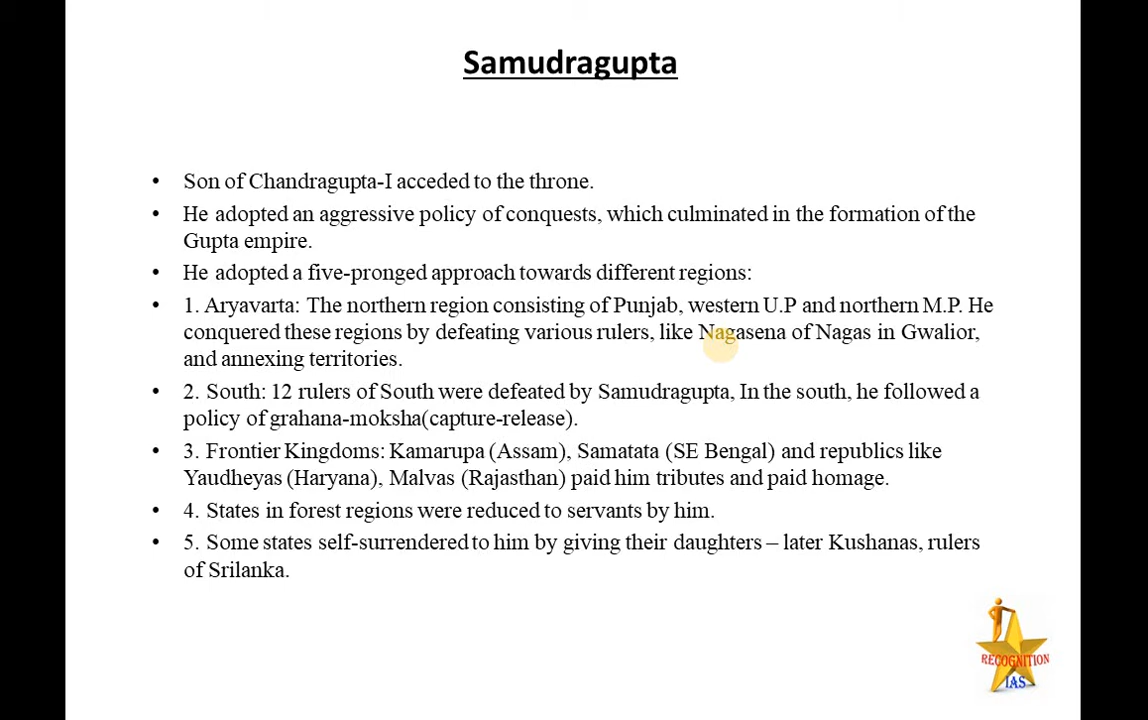 Samudragupta
• Son of Chandragupta-I acceded to the throne.
• He adopted an aggressive policy of conquests, which culminated in the formation of the
Gupta empire.
• He adopted a five-pronged approach towards different regions:
• 1. Aryavarta: The northern region consisting of Punjab, western U.P and northern M.P. He
conquered these regions by defeating various rulers, like Nagasena of Nagas in Gwalior,
and annexing territories.
• 2. South: 12 rulers of South were defeated by Samudragupta, In the south, he followed a
policy of grahana-moksha(capture-release).
• 3. Frontier Kingdoms: Kamarupa (Assam), Samatata (SE Bengal) and republics like
Yaudheyas (Haryana), Malvas (Rajasthan) paid him tributes and paid homage.
• 4. States in forest regions were reduced to servants by him.
• 5. Some states self-surrendered to him by giving their daughters – later Kushanas, rulers
of Srilanka.
RECOGNITION
IAS